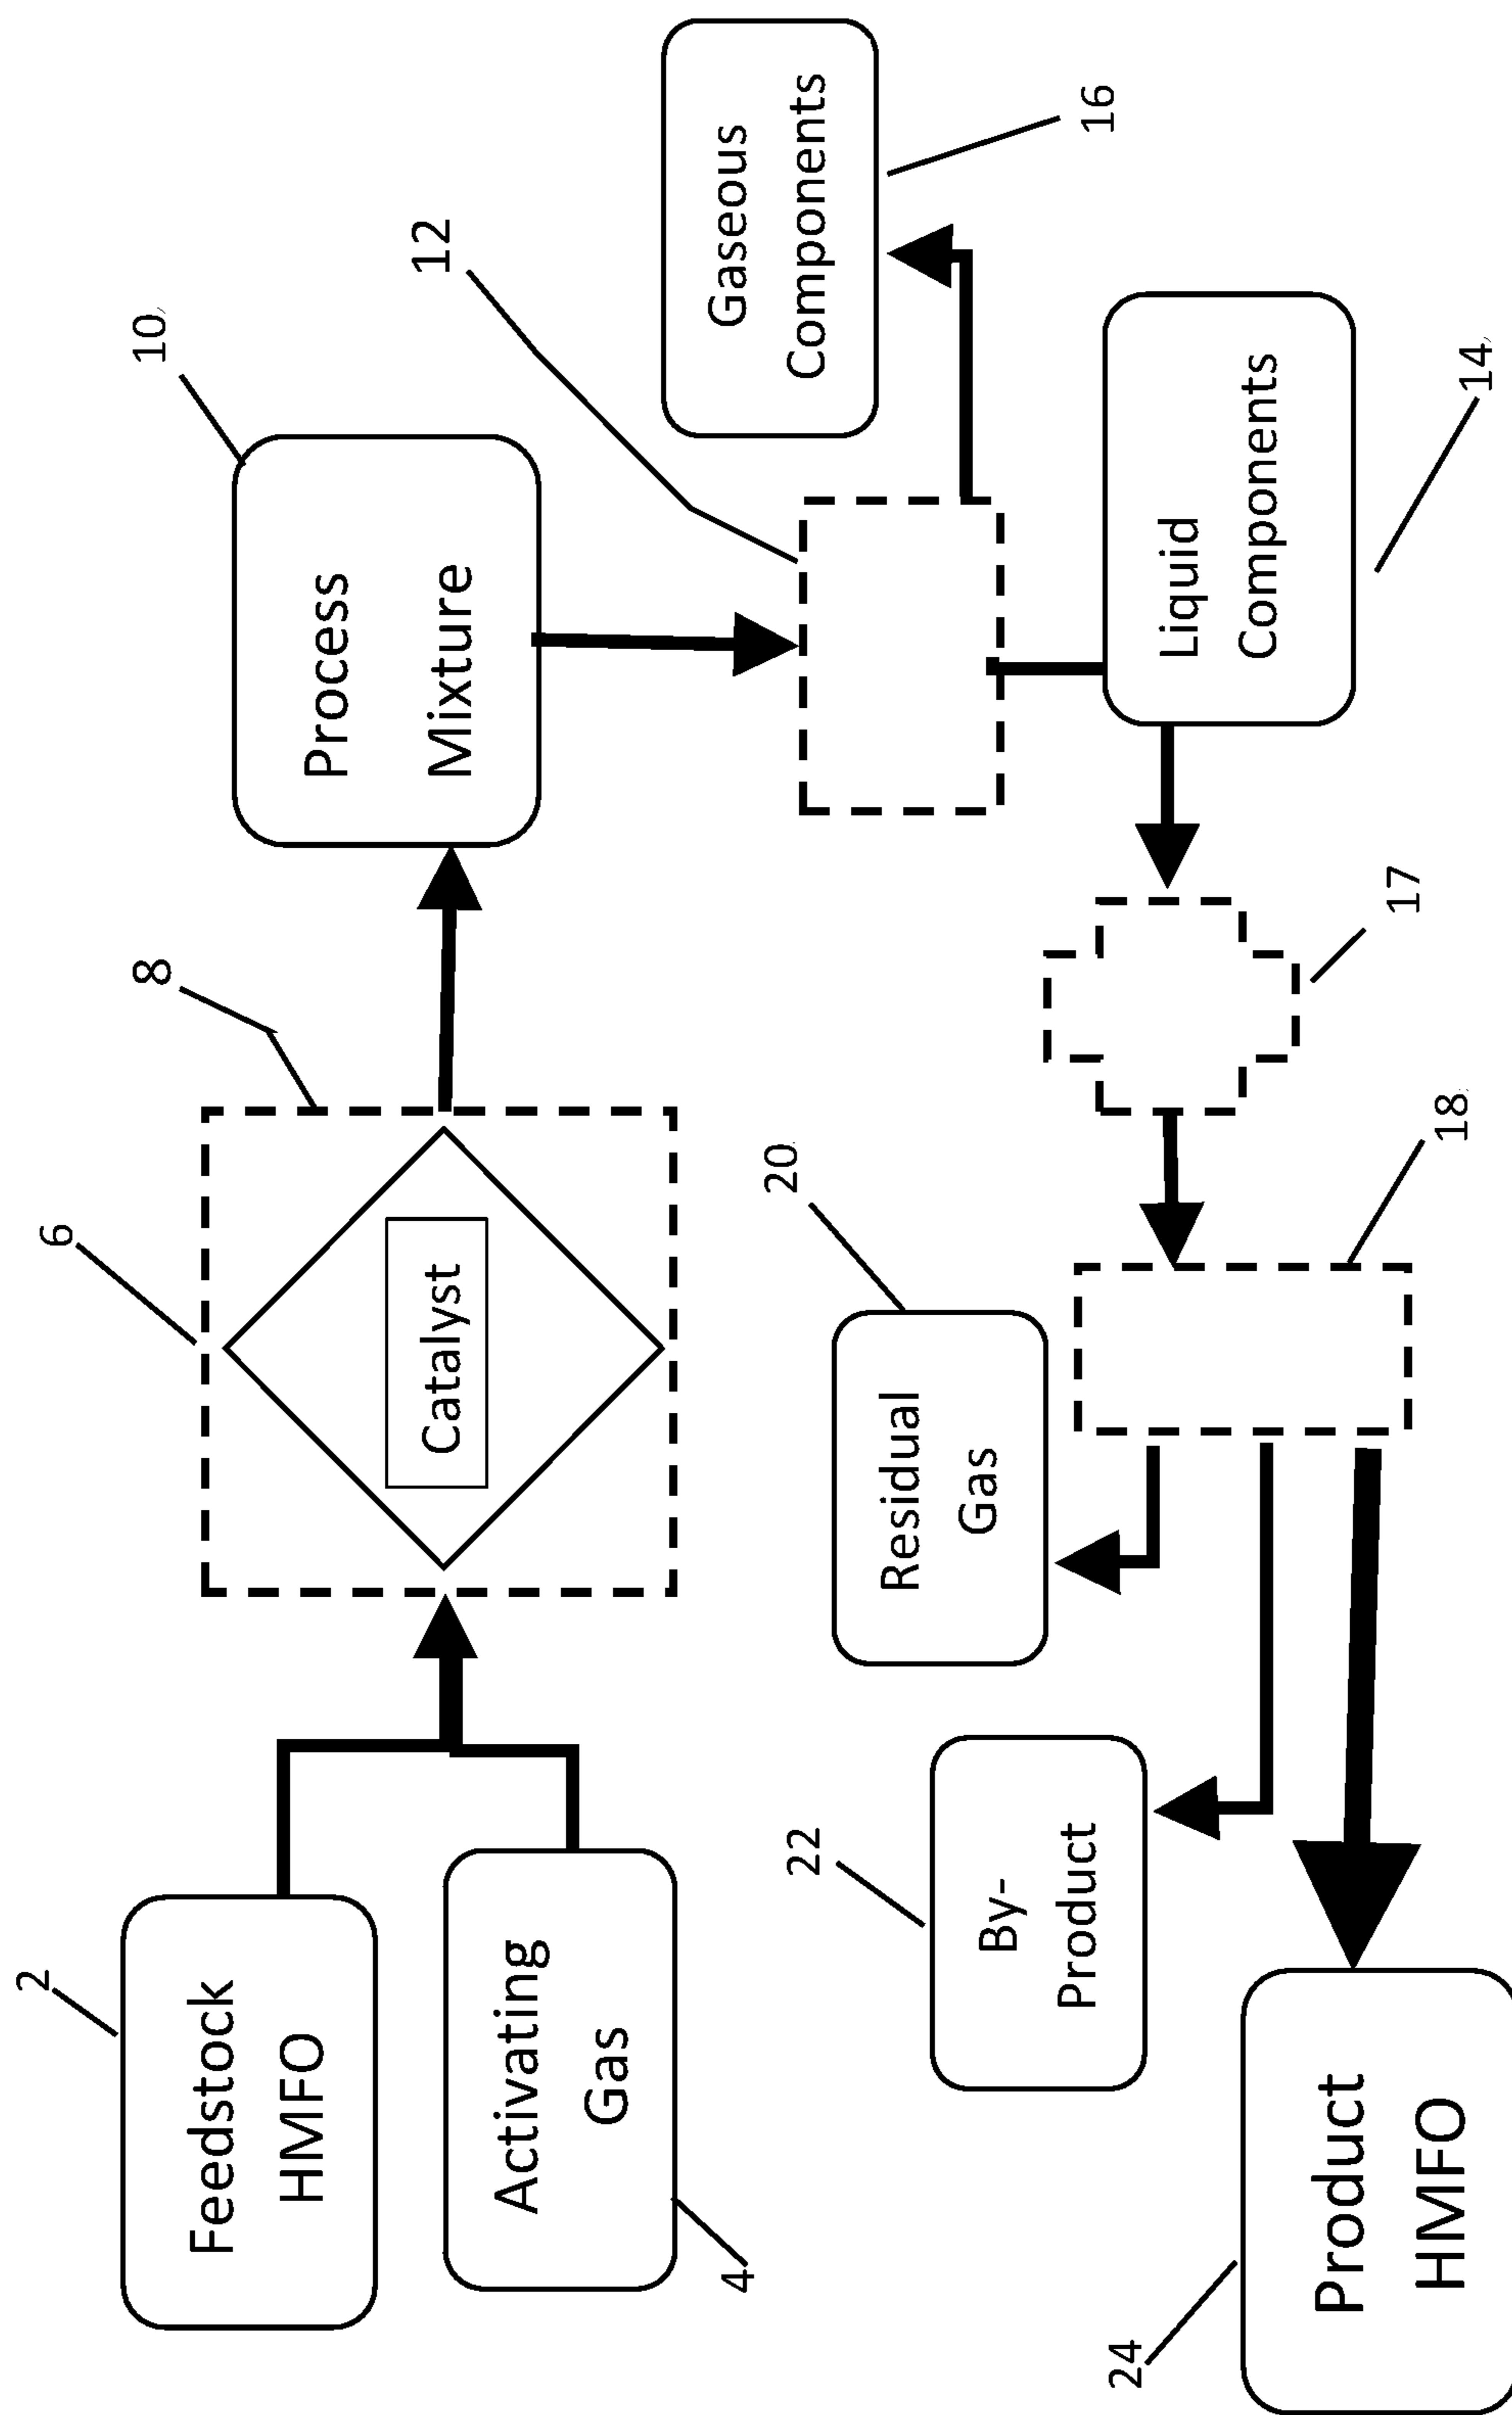 2
Feedstock
HMFO
Activating
Gas
4
6
Catalyst
8
10
Process
Mixture
12
Gaseous
Components
16
Liquid
Components
14
17
18
20
Residual
Gas
22
By-
Product
24
Product
HMFO